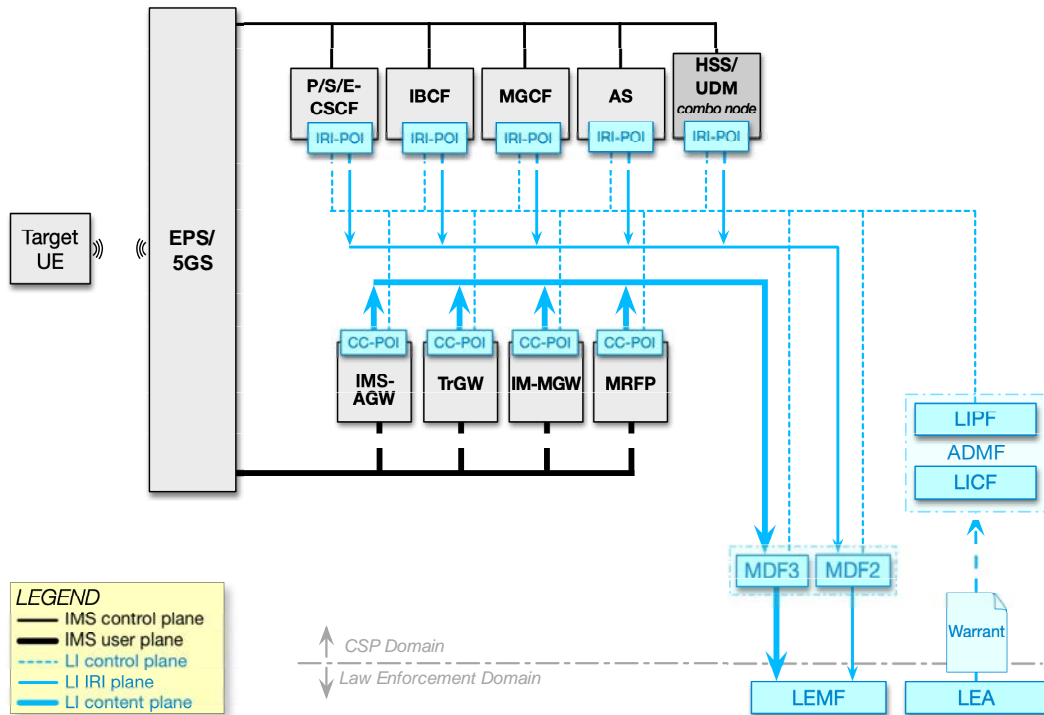 P/S/E-
CSCF
IRI-POI
IBCF
IRI-POI
MGCF
IRI-POI
AS
IRI-POI
HSS/
UDM
combo node
IRI-POI
Target
UE
EPS/
5GS
CC-POI
IMS-
AGW
CC-POI
TrGW
CC-POI
IM-MGW
CC-POI
MRFP
LIPF
ADMF
LICF
MDF3
MDF2
Warrant
LEGEND
IMS control plane
IMS user plane
LI control plane
LI IRI plane
LI content plane
CSP Domain
Law Enforcement Domain
LEMF
LEA